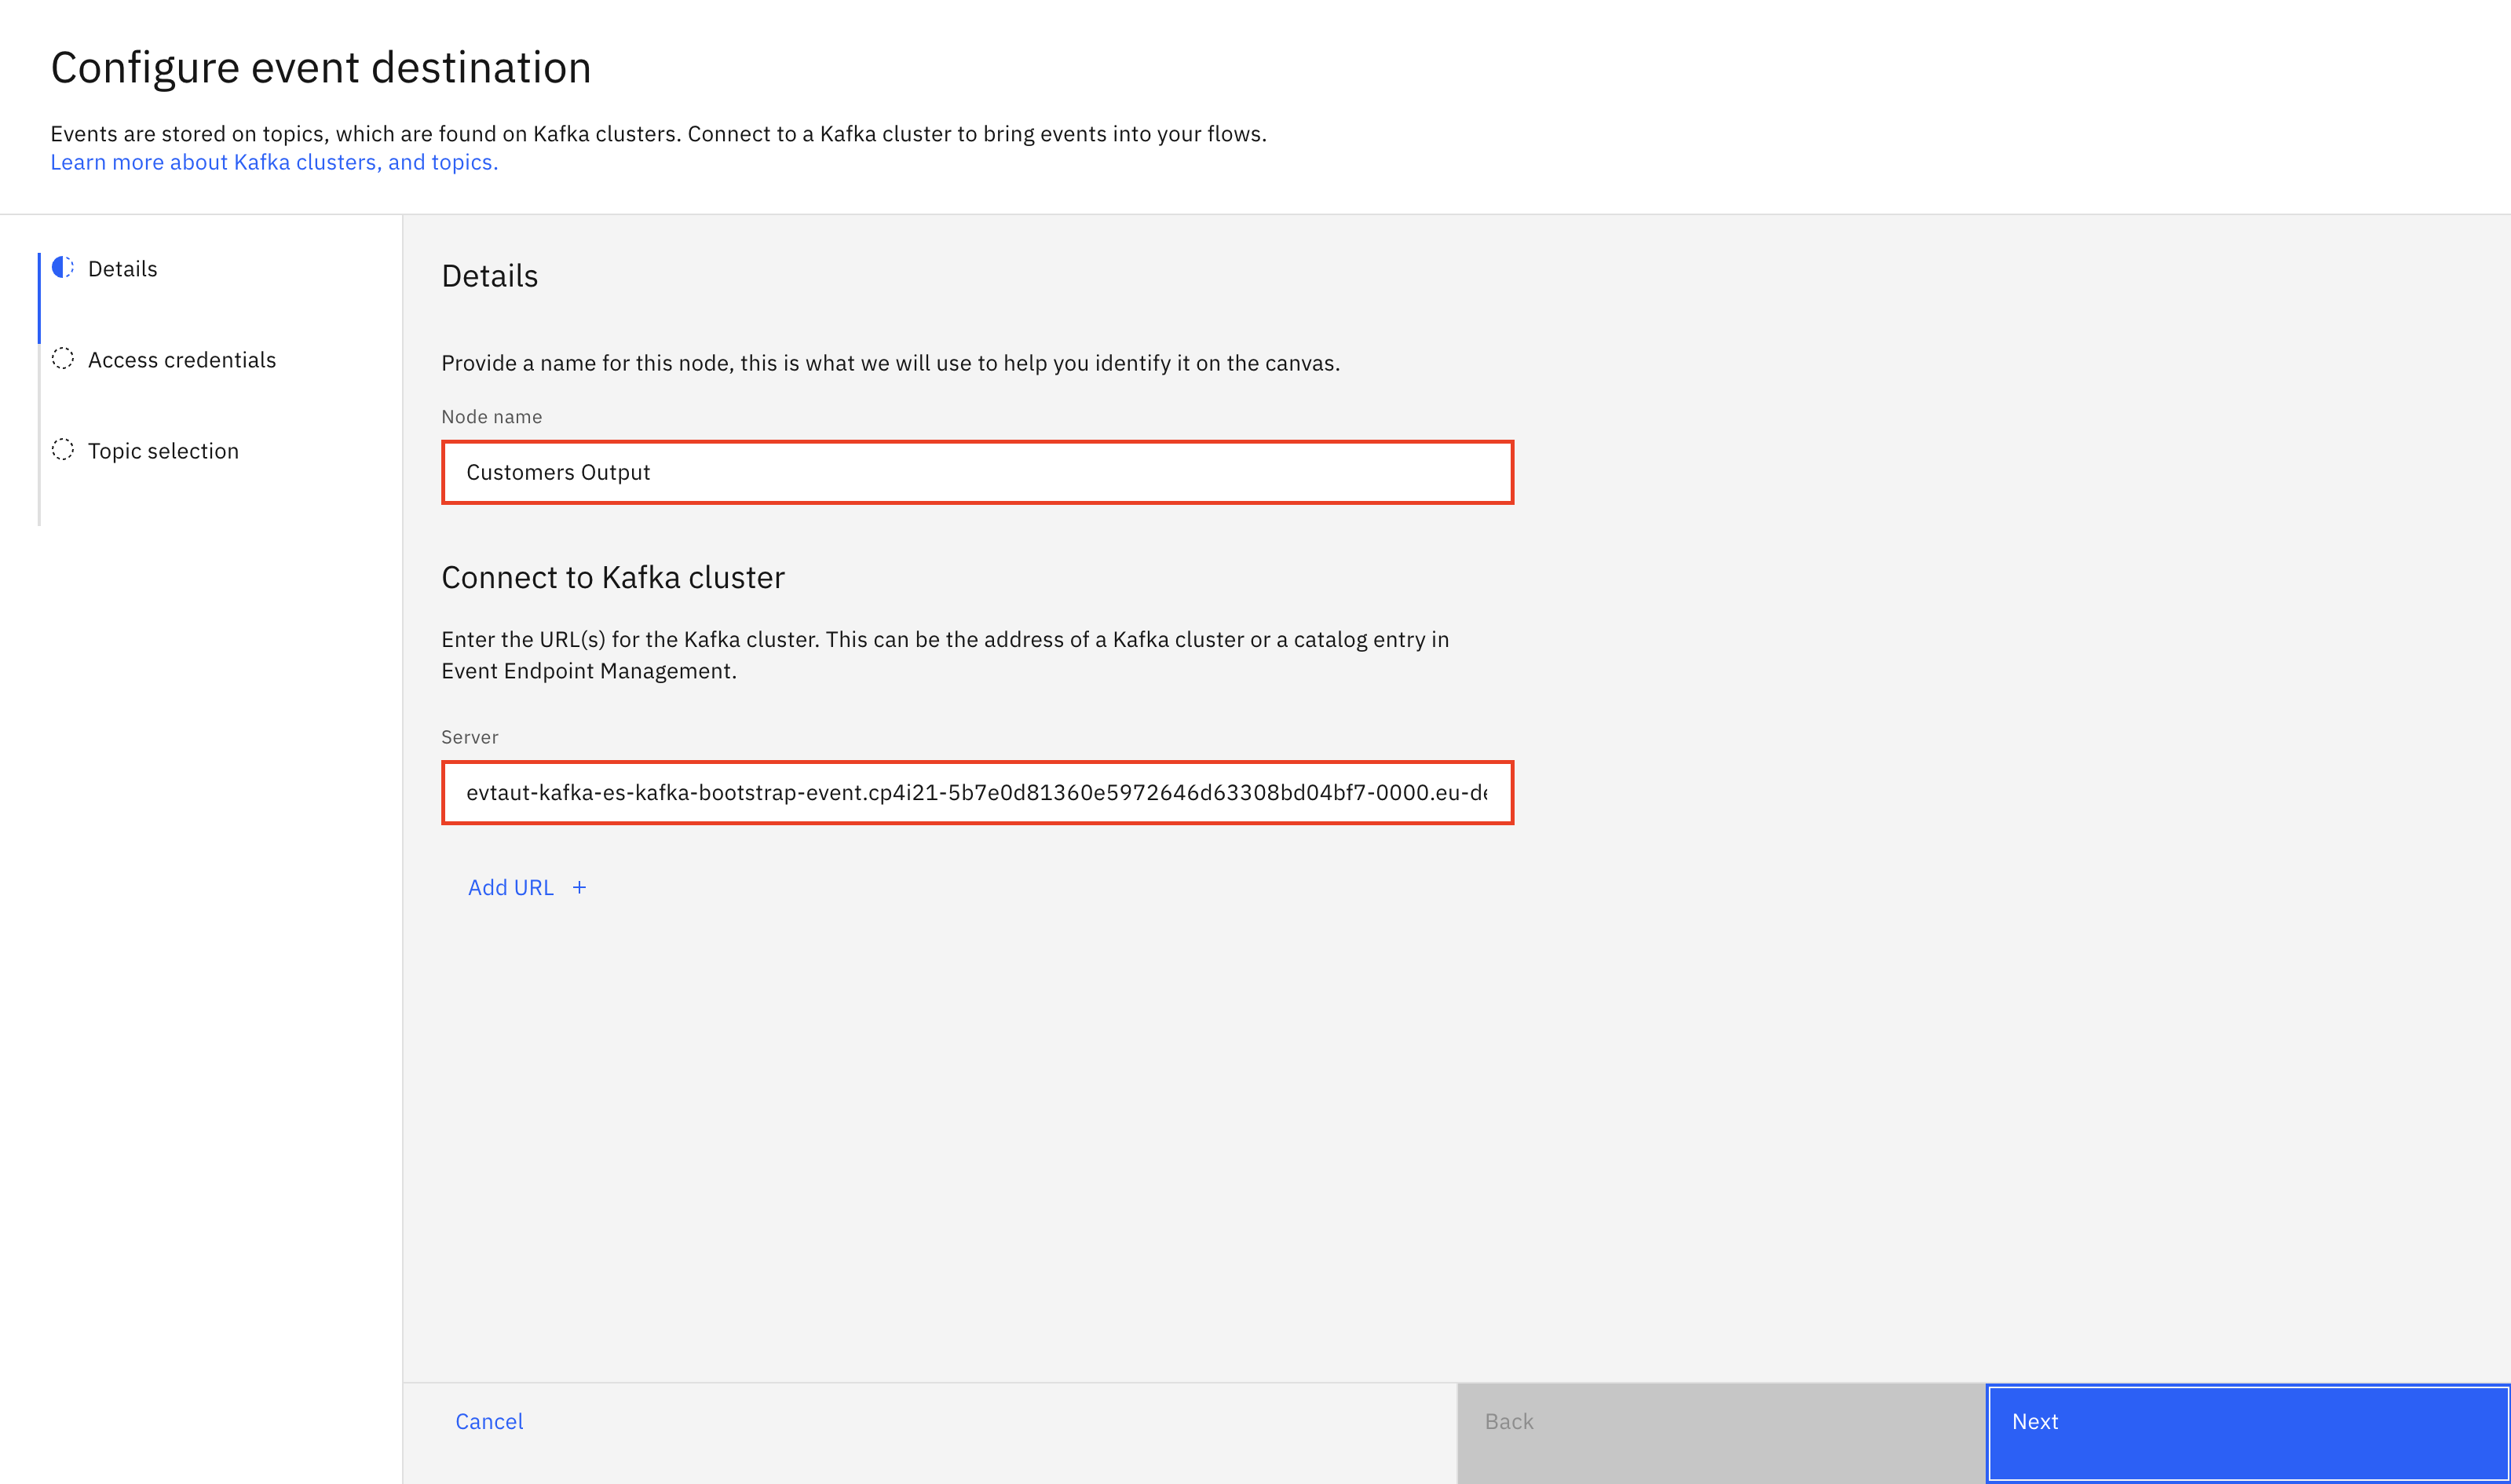 Configure event destination
Events are stored on topics, which are found on Kafka clusters. Connect to a Kafka cluster to bring events into your flows.
Learn more about Kafka clusters, and topics.
Details
Access credentials
Topic selection
Details
Provide a name for this node, this is what we will use to help you identify it on the canvas.
Node name
Customers Output
Connect to Kafka cluster
Enter the URL(s) for the Kafka cluster. This can be the address of a Kafka cluster or a catalog entry in
Event Endpoint Management.
Server
evtaut-kafka-es-kafka-bootstrap-event.cp4i21-5b7e0d81360e5972646d63308bd04bf7-0000.eu-de
Add URL +
Cancel
Back
Next